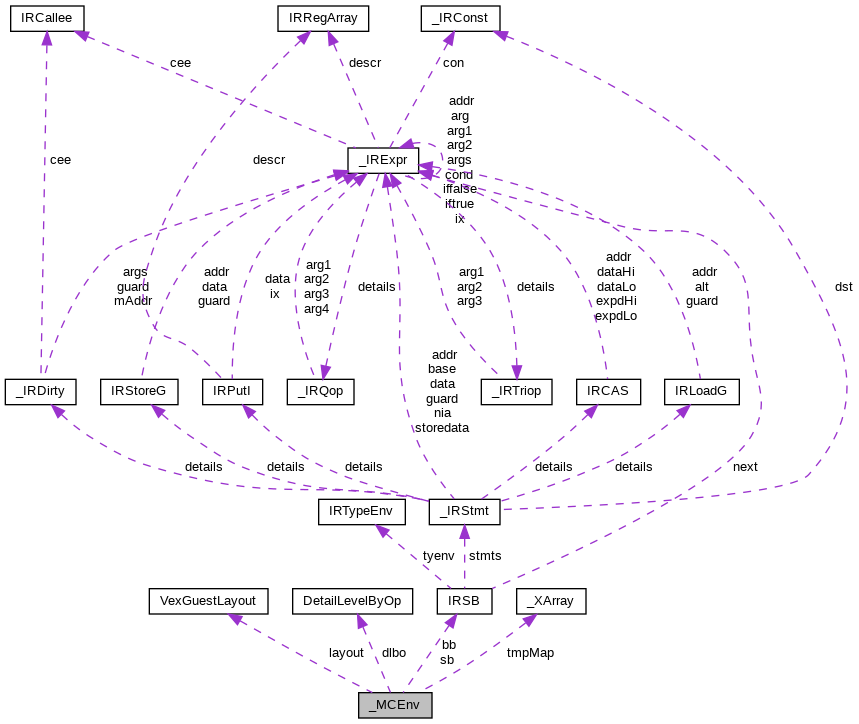 IRCallee
IRRegArray
_IRConst
cee
descr
con
addr
arg
arg1
arg2
args
cond
iffalse
iftrue
ix
_IRExpr
cee
descr
args
guard
mAddr
addr
data
guard
data
ix
arg1
arg2
arg3
arg4
details
arg1
arg2
arg3
details
addr
dataHi
dataLo
expdHi
expdLo
addr
alt
guard
dst
addr
base
data
guard
nia
storedata
_IRDirty
IRStoreG
IRPutI
_IRQop
_IRTriop
IRCAS
IRLoadG
details
details
details
details
details
next
IRTypeEnv
_IRStmt
tyenv
stmts
VexGuestLayout
DetailLevelByOp
IRSB
_XArray
layout
dlbo
bb
sb
tmpMap
_MCEnv